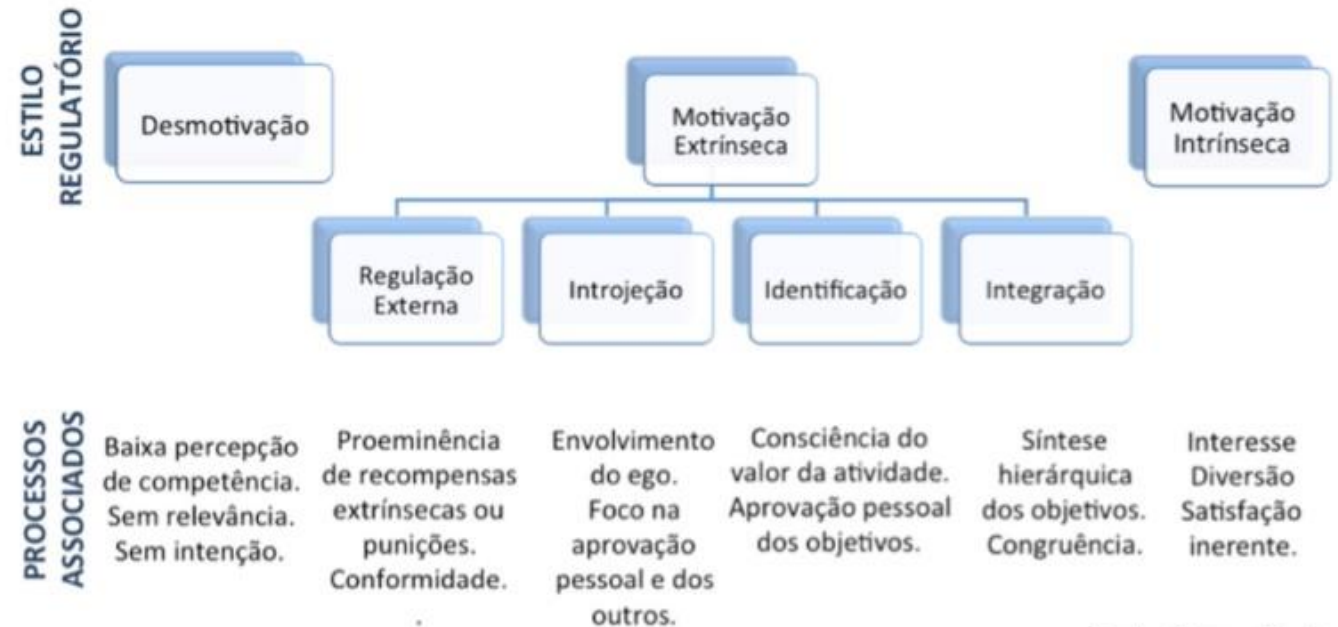 ESTILO
REGULATÓRIO
Desmotivação
Motivação
Extrínseca
Motivação
Intrínseca
Regulação
Externa
Introjeção
Identificação
Integração
PROCESSOS
ASSOCIADOS
Baixa percepção
de competência.
Sem relevância.
Sem intenção.
Proeminência
de recompensas
extrínsecas ou
punições.
Conformidade.
.
Envolvimento
do ego.
Foco na
aprovação
pessoal e dos
outros.
Consciência do
valor da atividade.
Aprovação pessoal
dos objetivos.
Síntese
hierárquica
dos objetivos.
Congruência.
Interesse
Diversão
Satisfação
inerente.